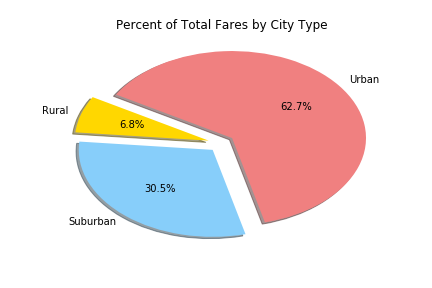 Percent of Total Fares by City Type
Urban
62.7%
Rural
6.8%
30.5%
Suburban